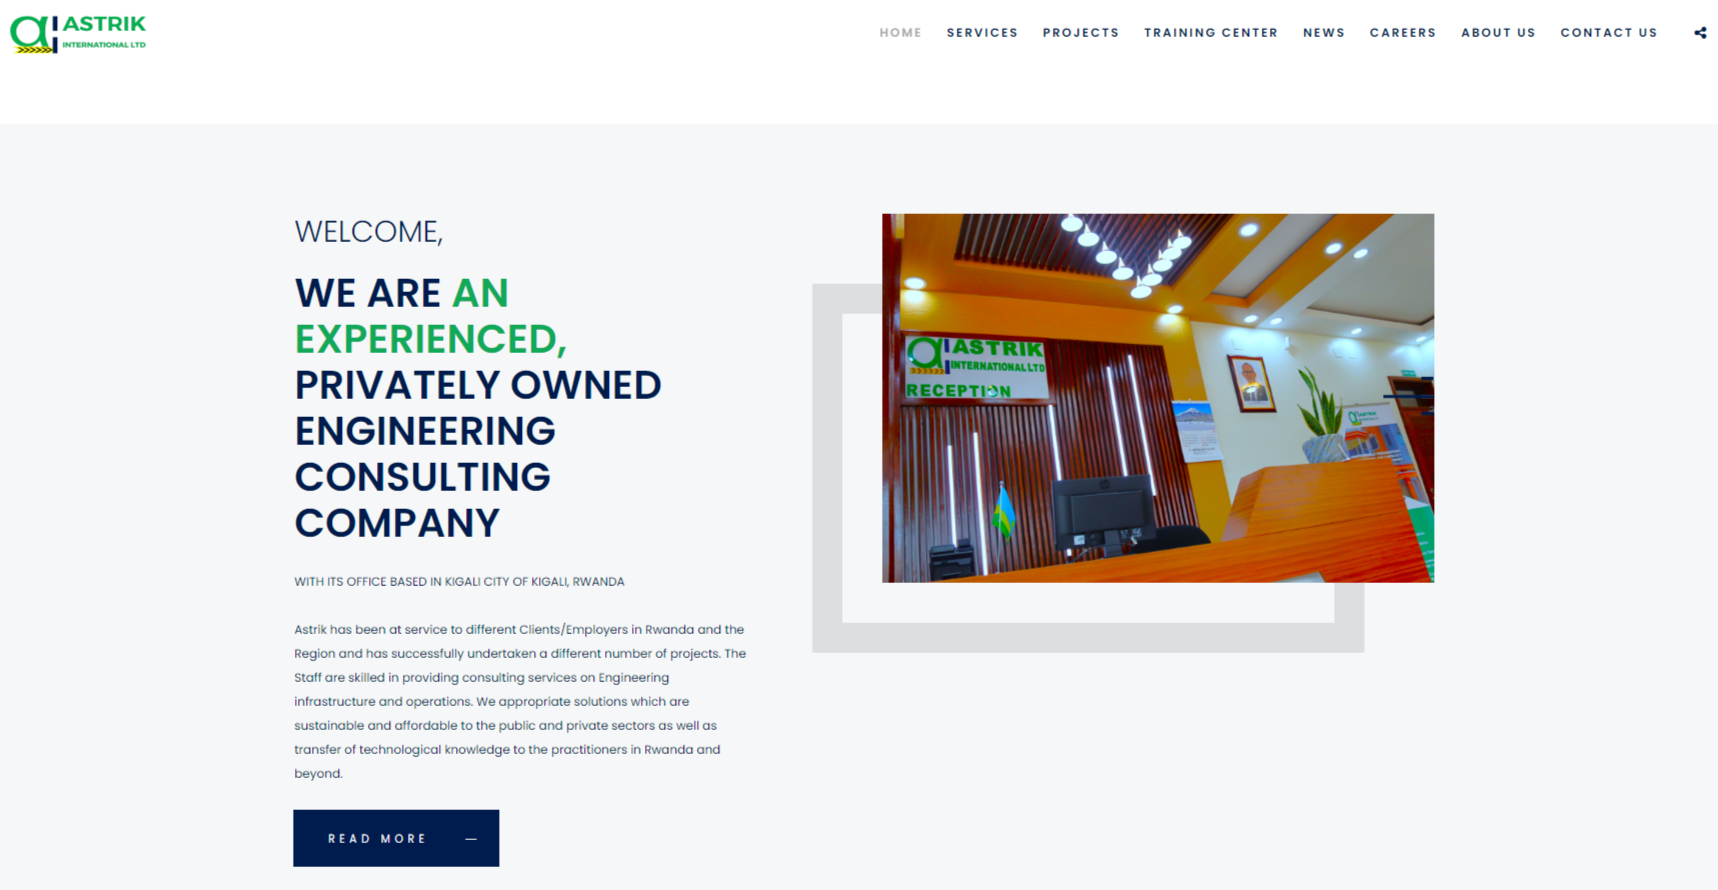 ASTRIK
INTERNATIONAL LTD
HOME
SERVICES
PROJECTS
TRAINING CENTER
NEWS
CAREERS
ABOUT US
CONTACT US
WELCOME,
WE ARE AN
EXPERIENCED,
PRIVATELY OWNED
ENGINEERING
CONSULTING
COMPANY
WITH ITS OFFICE BASED IN KIGALI CITY OF KIGALI, RWANDA
Astrik has been at service to different Clients/Employers in Rwanda and the
Region and has successfully undertaken a different number of projects. The
Staff are skilled in providing consulting services on Engineering
infrastructure and operations. We appropriate solutions which are
sustainable and affordable to the public and private sectors as well as
transfer of technological knowledge to the practitioners in Rwanda and
beyond.
READ MORE
ASTRIK
INTERNATIONAL LTD
RECEPTION